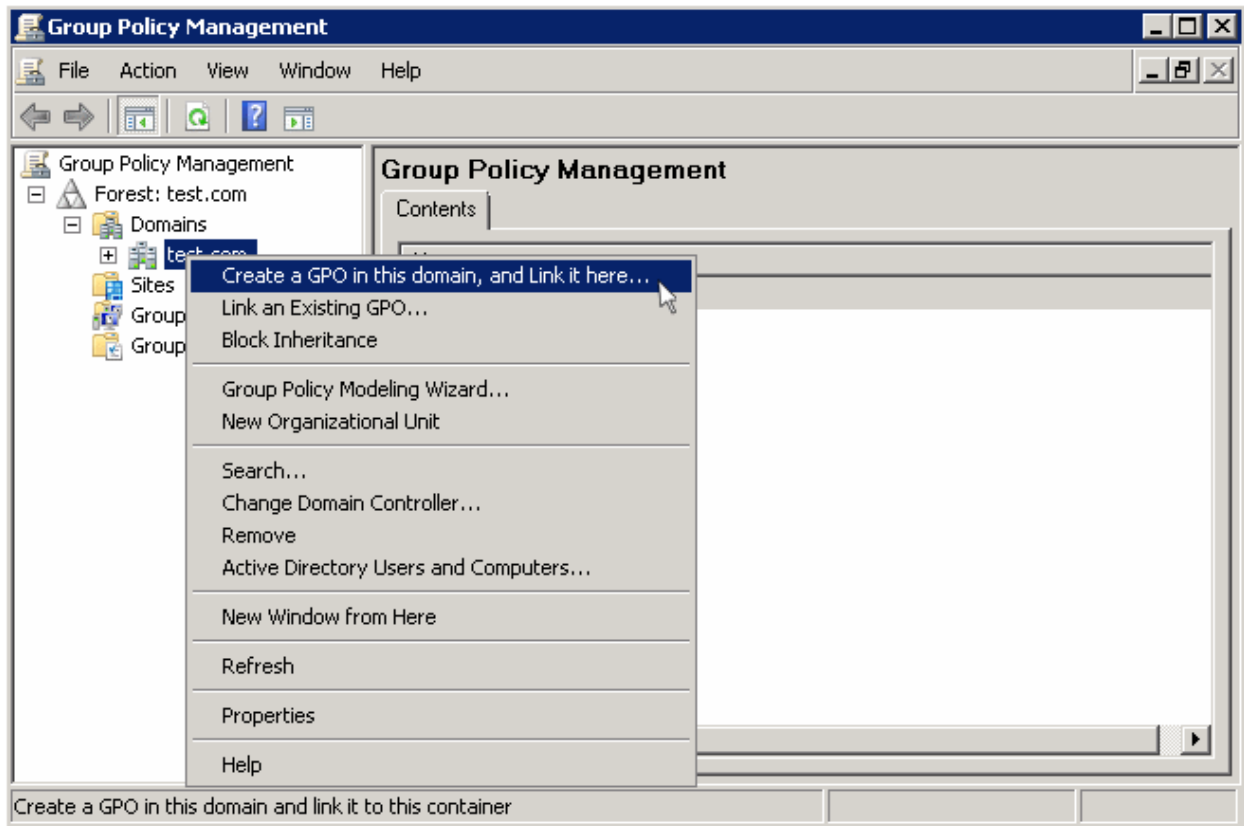 Group Policy Management
File Action View Window Help
Group Policy Management
Forest: test.com
Domains
test.com
Sites
Group
Group
Group Policy Management
Contents
Create a GPO in this domain, and Link it here...
Link an Existing GPO...
Block Inheritance
Group Policy Modeling Wizard...
New Organizational Unit
Search...
Change Domain Controller...
Remove
Active Directory Users and Computers...
New Window from Here
Refresh
Properties
Help
Create a GPO in this domain and link it to this container